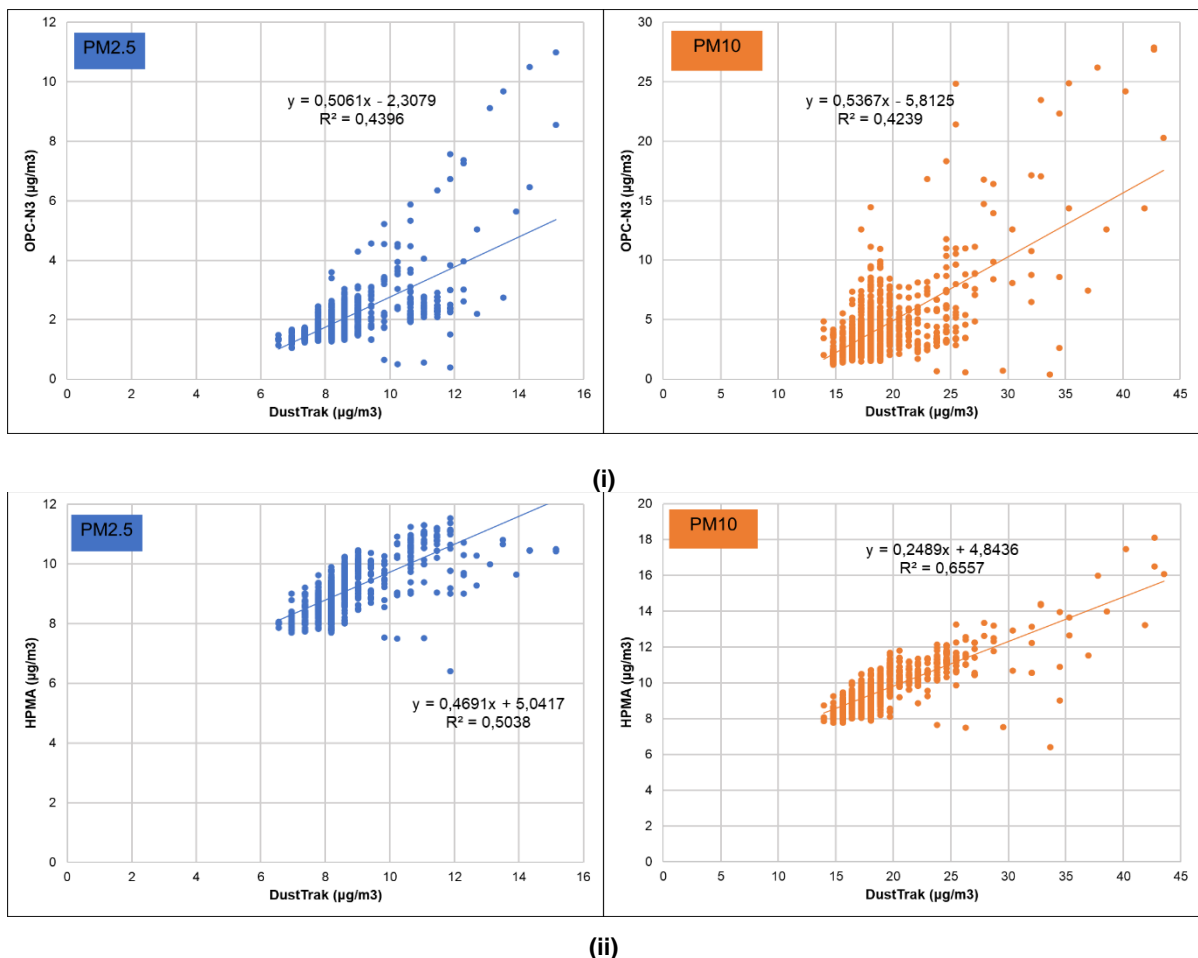 PM2.5
y = 0,5061x - 2,3079
R² = 0,4396
12
10
8
6
4
2
0
0 2 4 6 8 10 12 14 16
OPC-N3 (µg/m3)
DustTrak (µg/m3)
PM10
y = 0,5367x - 5,8125
R² = 0,4239
30
25
20
15
10
5
0
0 5 10 15 20 25 30 35 40 45
OPC-N3 (µg/m3)
DustTrak (µg/m3)
(i)
PM2.5
y = 0,4691x + 5,0417
R² = 0,5038
12
10
8
6
4
2
0
0 2 4 6 8 10 12 14 16
HPMA (µg/m3)
DustTrak (µg/m3)
PM10
y = 0,2489x + 4,8436
R² = 0,6557
20
18
16
14
12
10
8
6
4
2
0
0 5 10 15 20 25 30 35 40 45
HPMA (µg/m3)
DustTrak (µg/m3)
(ii)